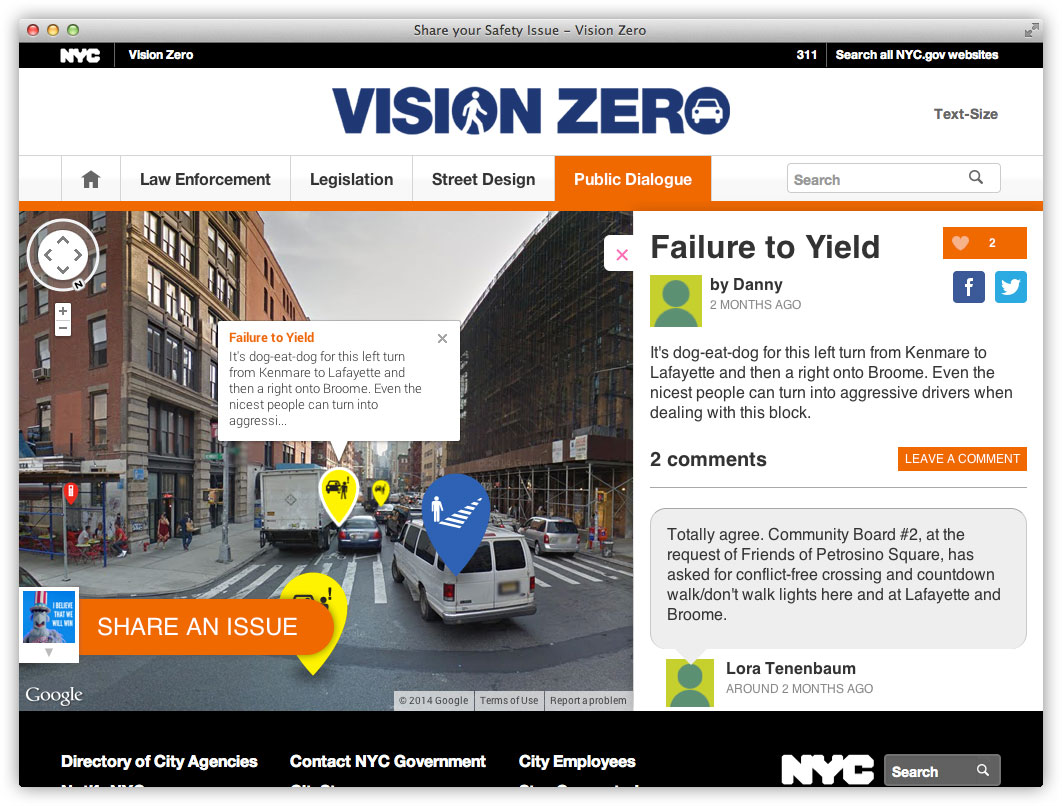 Share your Safety Issue – Vision Zero
NYC
Vision Zero
311
Search all NYC.gov websites
VISION ZERO
Text-Size
Law Enforcement
Legislation
Street Design
Public Dialogue
Search
N
+
−
Failure to Yield
It's dog-eat-dog for this left turn
from Kenmare to Lafayette and
then a right onto Broome. Even the
nicest people can turn into
aggressi...
I BELIEVE
THAT WE
WILL WIN
SHARE AN ISSUE
Google
© 2014 Google
Terms of Use
Report a problem
Failure to Yield
2
by Danny
2 MONTHS AGO
It's dog-eat-dog for this left turn from Kenmare to
Lafayette and then a right onto Broome. Even the
nicest people can turn into aggressive drivers when
dealing with this block.
2 comments
LEAVE A COMMENT
Totally agree. Community Board #2, at the
request of Friends of Petrosino Square, has
asked for conflict-free crossing and countdown
walk/don't walk lights here and at Lafayette and
Broome.
Lora Tenenbaum
AROUND 2 MONTHS AGO
Directory of City Agencies
Contact NYC Government
City Employees
NYC
Search